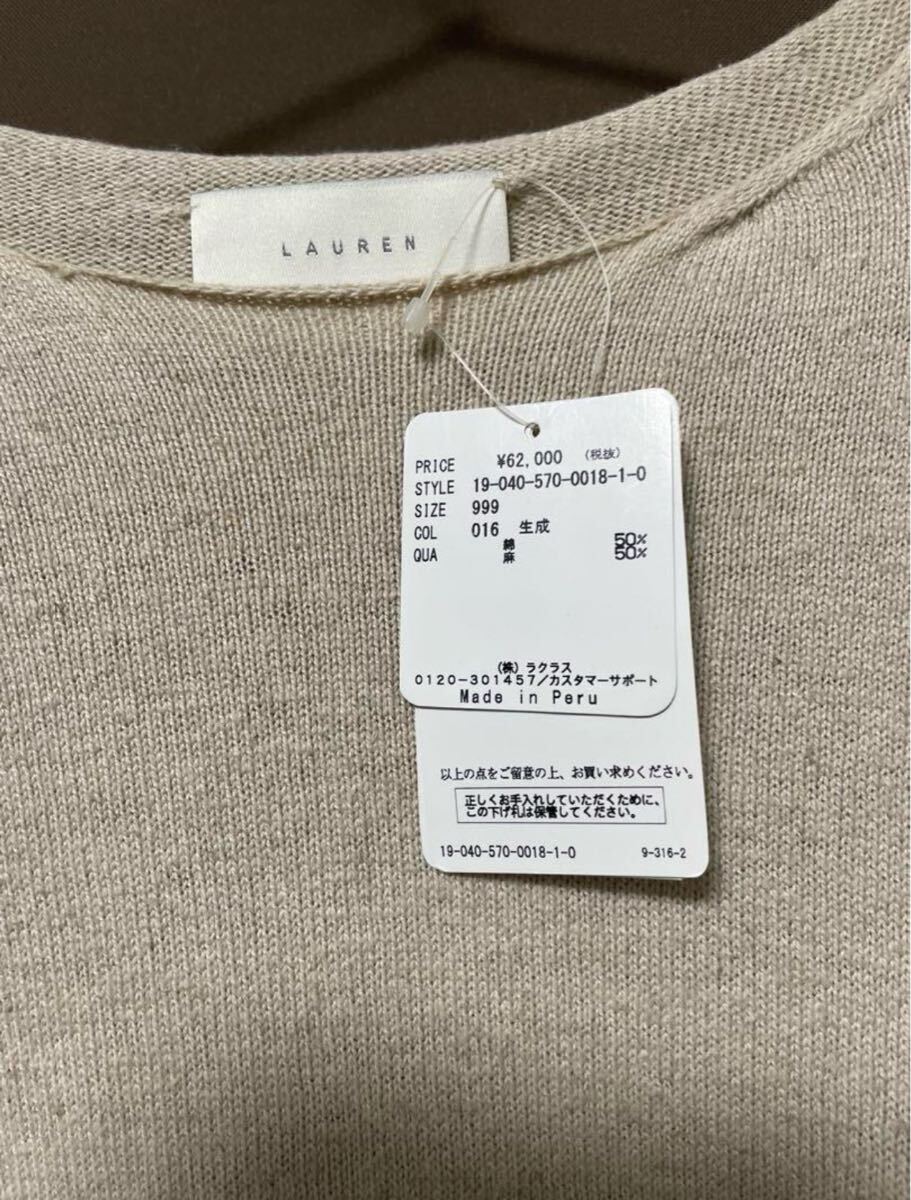 LAUREN
PRICE ¥62,000 (税抜)
STYLE 19-040-570-0018-1-0
SIZE 999
COL 016 生成
QUA 綿 50%
麻 50%
(株)ラクラス
0120-301457/カスタマーサポート
Made in Peru
以上の点をご留意の上、お買い求めください。
正しくお手入れしていただくために、
この下げ札は保管してください。
19-040-570-0018-1-0 9-316-2